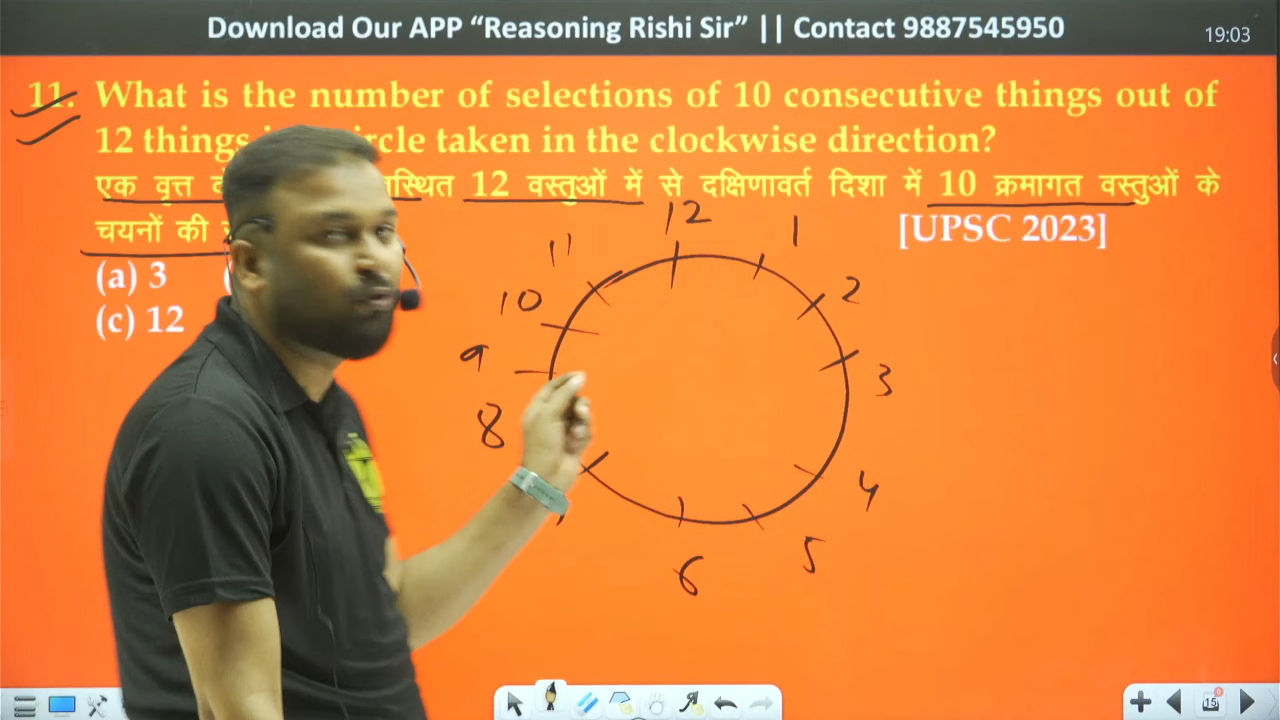 Download Our APP “Reasoning Rishi Sir” || Contact 9887545950
19:03
11. What is the number of selections of 10 consecutive things out of
12 things circle taken in the clockwise direction?
एक वृत्त 12 वस्तुओं में से दक्षिणावर्त दिशा में 10 क्रमागत वस्तुओं के
चयनों की
[UPSC 2023]
(a) 3
(c) 12
12
1
2
3
4
5
6
8
9
10
11
15